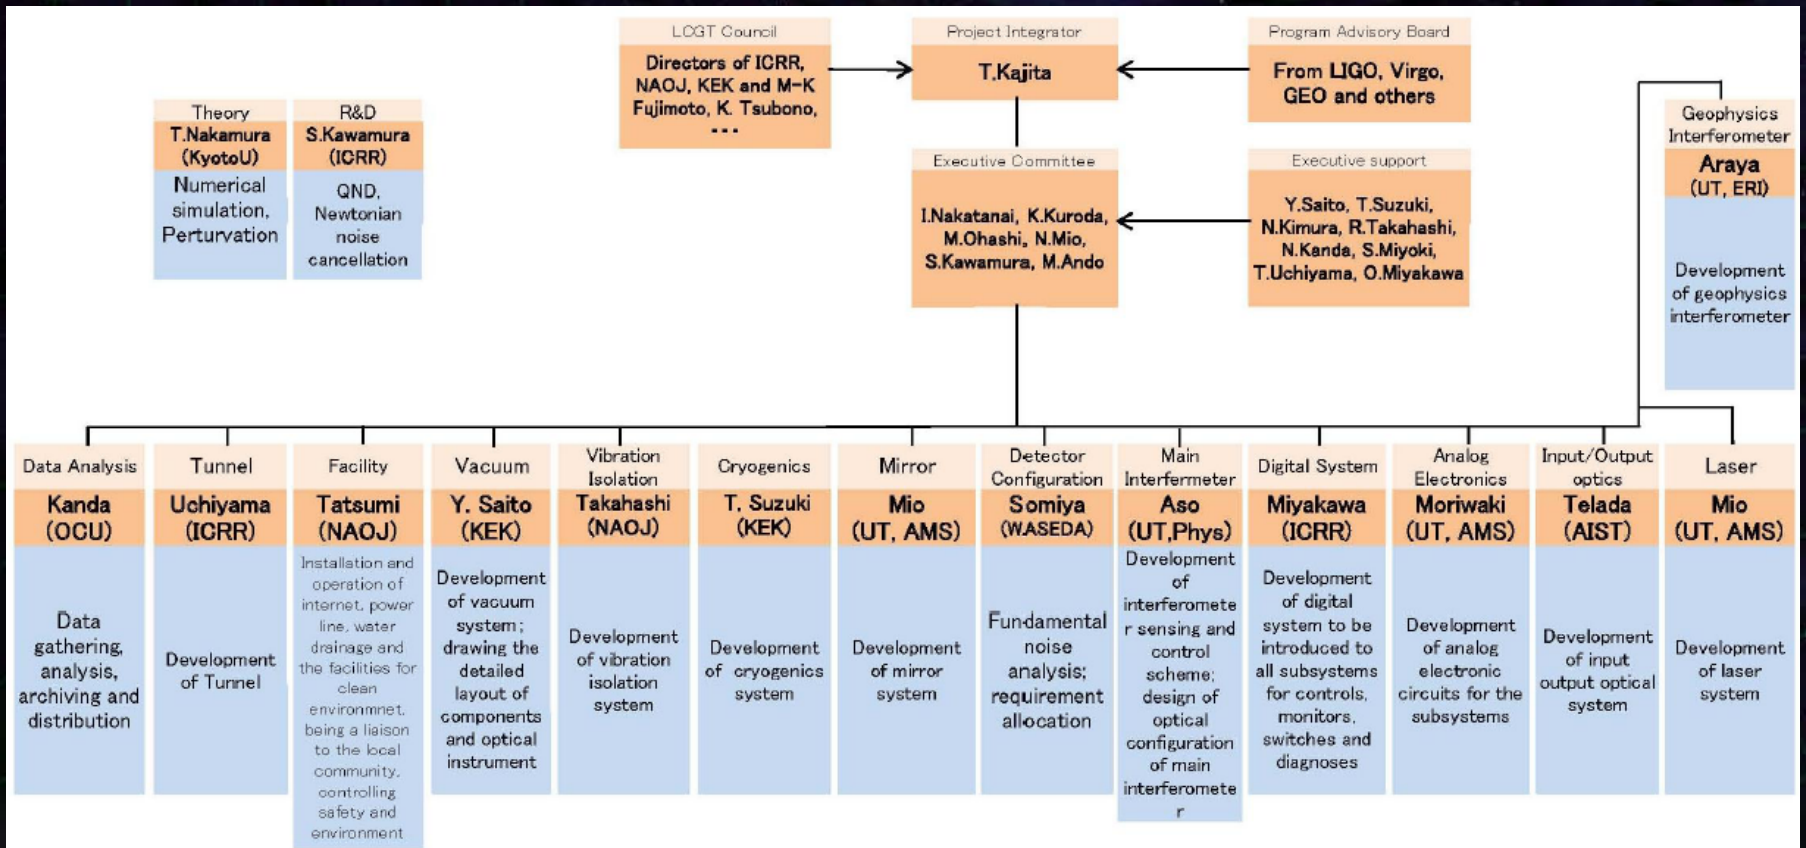 LCGT Council
Directors of ICRR,
NAOJ, KEK and M-K
Fujimoto, K. Tsubono,
...
Project Integrator
T.Kajita
Program Advisory Board
From LIGO, Virgo,
GEO and others
Theory
T.Nakamura
(KyotoU)
Numerical
simulation,
Perturvation
R&D
S.Kawamura
(ICRR)
QND,
Newtonian
noise
cancellation
Executive Committee
I.Nakatanai, K.Kuroda,
M.Ohashi, N.Mio,
S.Kawamura, M.Ando
Executive support
Y.Saito, T.Suzuki,
N.Kimura, R.Takahashi,
N.Kanda, S.Miyoki,
T.Uchiyama, O.Miyakawa
Geophysics
Interferometer
Araya
(UT, ERI)
Development
of geophysics
interferometer
Data Analysis
Kanda
(OCU)
Data
gathering,
analysis,
archiving and
distribution
Tunnel
Uchiyama
(ICRR)
Development
of Tunnel
Facility
Tatsumi
(NAOJ)
Installation and
operation of
internet, power
line, water
drainage and
the facilities for
clean
environmnet,
being a liaison
to the local
community,
controlling
safety and
environment
Vacuum
Y. Saito
(KEK)
Development
of vacuum
system;
drawing the
detailed
layout of
components
and optical
instrument
Vibration
Isolation
Takahashi
(NAOJ)
Development
of vibration
isolation
system
Cryogenics
T. Suzuki
(KEK)
Development
of cryogenics
system
Mirror
Mio
(UT, AMS)
Development
of mirror
system
Detector
Configuration
Somiya
(WASEDA)
Fundamental
noise
analysis;
requirement
allocation
Main
Interfermeter
Aso
(UT,Phys)
Development
of
interferomete
r sensing and
control
scheme;
design of
optical
configuration
of main
interferomete
r
Digital System
Miyakawa
(ICRR)
Development
of digital
system to be
introduced to
all subsystems
for controls,
monitors,
switches and
diagnoses
Analog
Electronics
Moriwaki
(UT, AMS)
Development
of analog
electronic
circuits for the
subsystems
Input/Output
optics
Telada
(AIST)
Development
of input
output optical
system
Laser
Mio
(UT, AMS)
Development
of laser
system